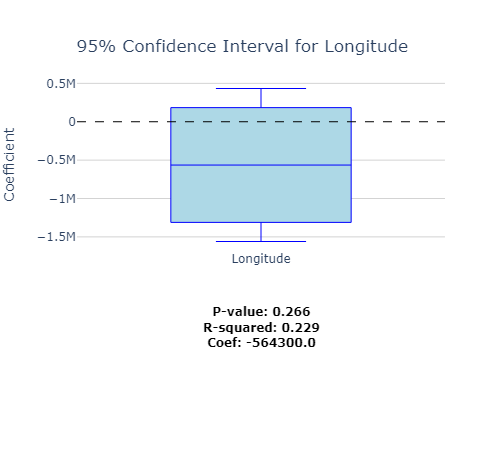 95% Confidence Interval for Longitude
0.5M
0
−0.5M
−1M
−1.5M
Coefficient
Longitude
P-value: 0.266
R-squared: 0.229
Coef: -564300.0